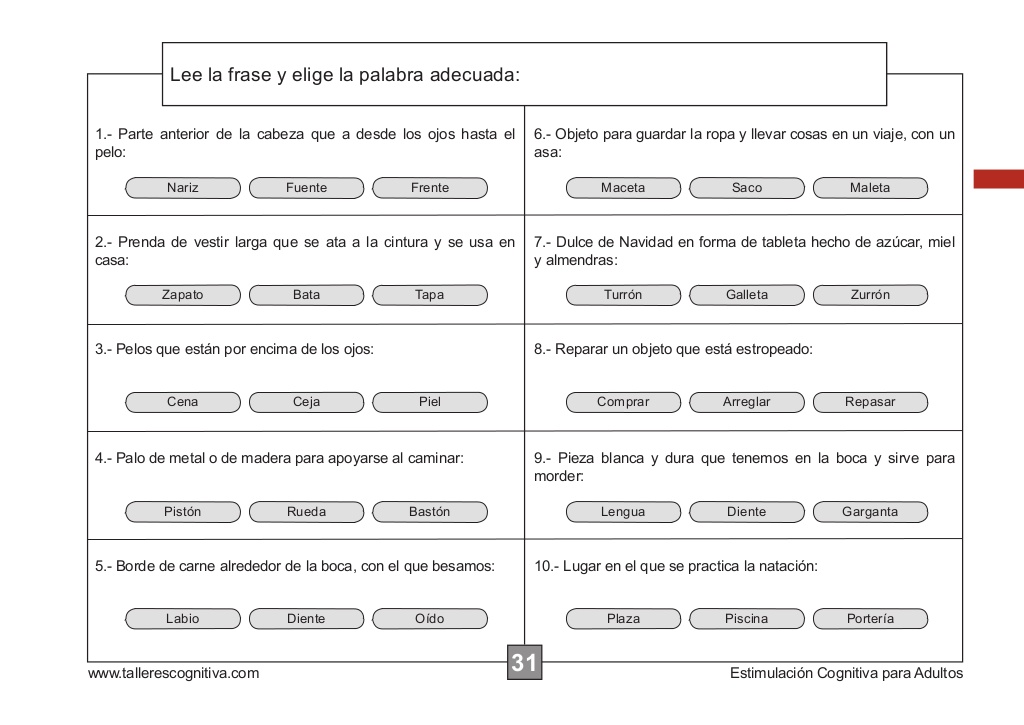 Lee la frase y elige la palabra adecuada:
1.- Parte anterior de la cabeza que a desde los ojos hasta el
pelo:
Nariz Fuente Frente
2.- Prenda de vestir larga que se ata a la cintura y se usa en
casa:
Zapato Bata Tapa
3.- Pelos que están por encima de los ojos:
Cena Ceja Piel
4.- Palo de metal o de madera para apoyarse al caminar:
Pistón Rueda Bastón
5.- Borde de carne alrededor de la boca, con el que besamos:
Labio Diente Oído
6.- Objeto para guardar la ropa y llevar cosas en un viaje, con un
asa:
Maceta Saco Maleta
7.- Dulce de Navidad en forma de tableta hecho de azúcar, miel
y almendras:
Turrón Galleta Zurrón
8.- Reparar un objeto que está estropeado:
Comprar Arreglar Repasar
9.- Pieza blanca y dura que tenemos en la boca y sirve para
morder:
Lengua Diente Garganta
10.- Lugar en el que se practica la natación:
Plaza Piscina Portería
www.tallerescognitiva.com
31
Estimulación Cognitiva para Adultos